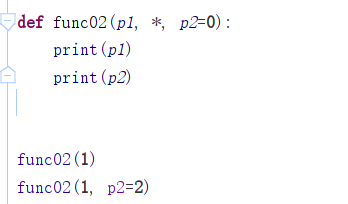 def func02(p1, *, p2=0):
    print(p1)
    print(p2)
func02(1)
func02(1, p2=2)